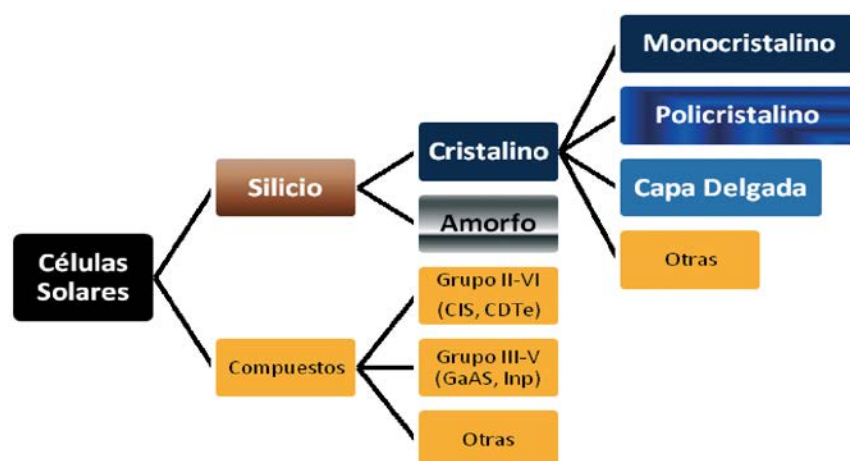 Células
Solares
Silicio
Compuestos
Cristalino
Amorfo
Grupo II-VI
(CIS, CDTe)
Grupo III-V
(GaAS, Inp)
Otras
Monocristalino
Policristalino
Capa Delgada
Otras